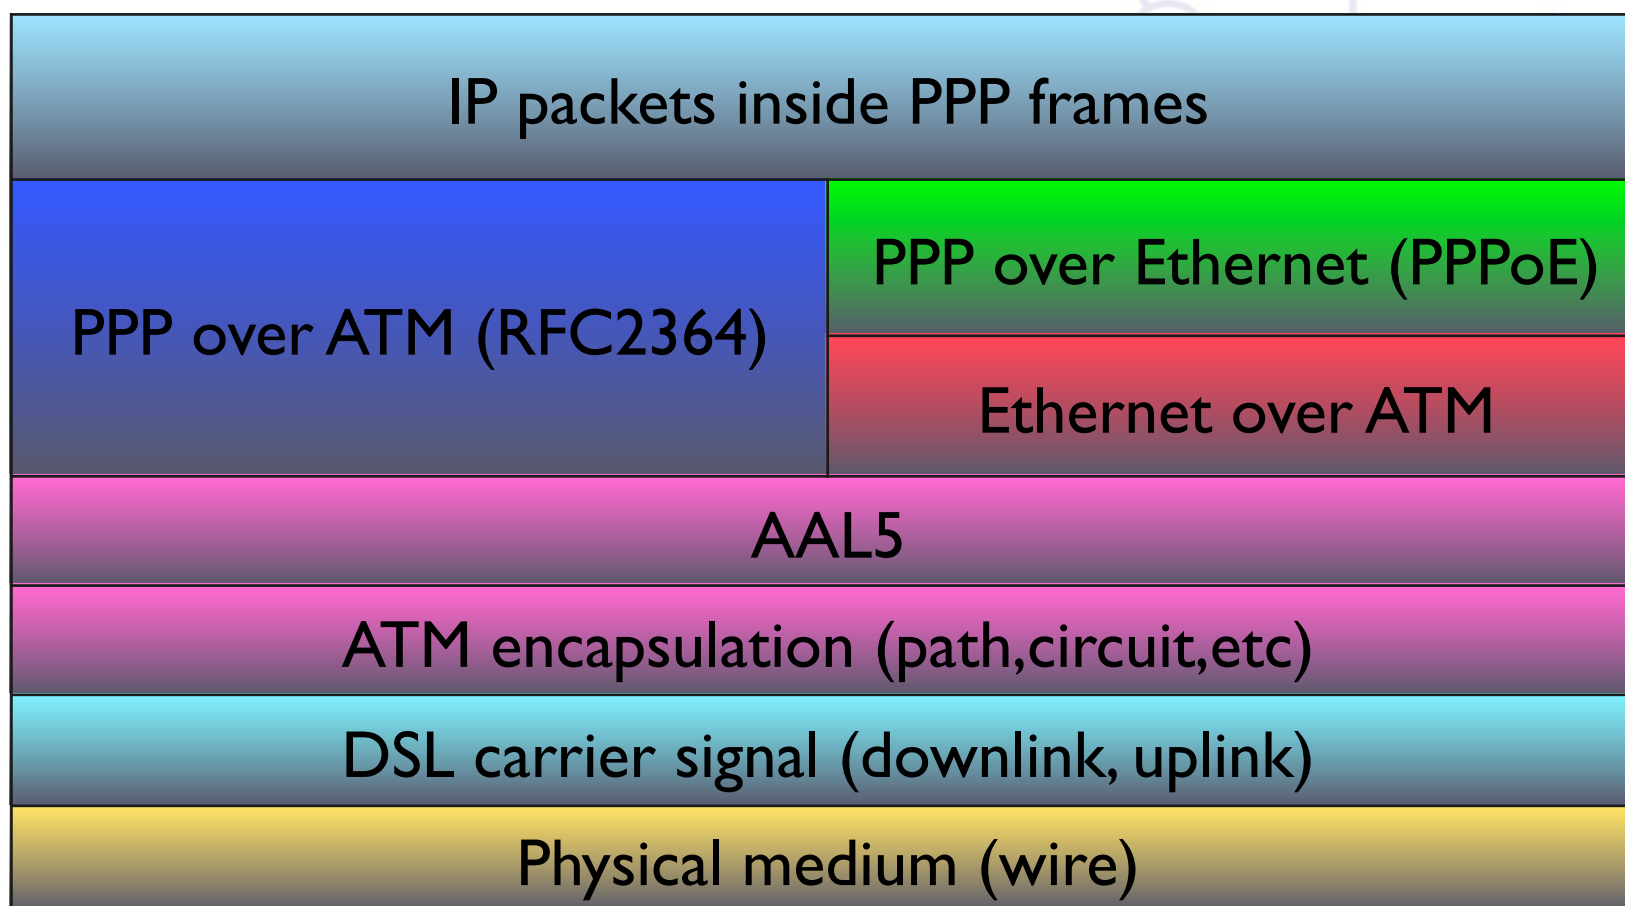 IP packets inside PPP frames
PPP over ATM (RFC2364)
PPP over Ethernet (PPPoE)
Ethernet over ATM
AAL5
ATM encapsulation (path,circuit,etc)
DSL carrier signal (downlink, uplink)
Physical medium (wire)